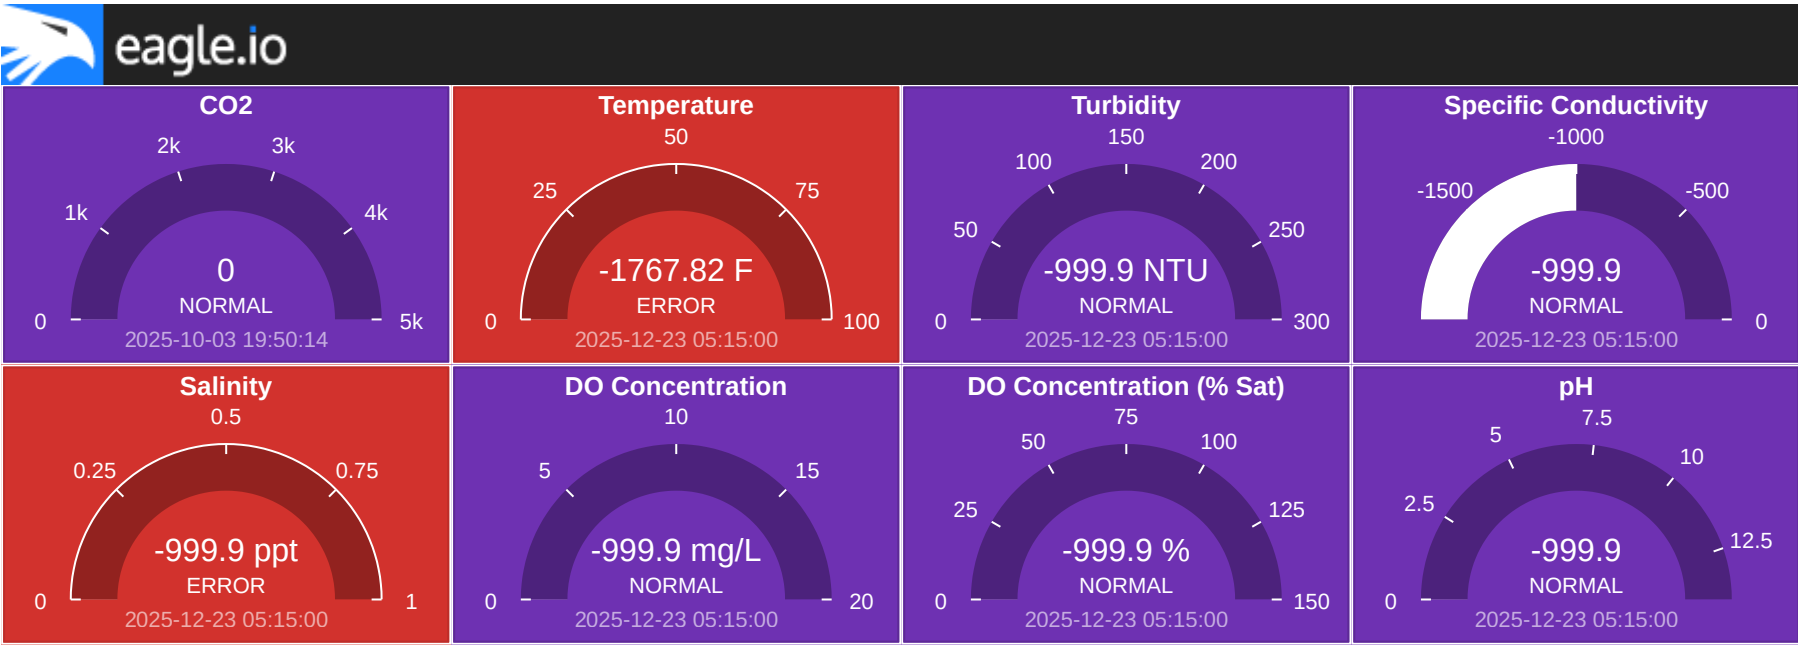 eagle.io
CO2
2k
3k
1k
4k
0
NORMAL
0
5k
2025-10-03 19:50:14
Temperature
50
25
75
-1767.82 F
ERROR
0
100
2025-12-23 05:15:00
Turbidity
150
100
200
50
250
-999.9 NTU
NORMAL
0
300
2025-12-23 05:15:00
Specific Conductivity
-1000
-1500
-500
-999.9
NORMAL
0
2025-12-23 05:15:00
Salinity
0.5
0.25
0.75
-999.9 ppt
ERROR
0
1
2025-12-23 05:15:00
DO Concentration
10
5
15
-999.9 mg/L
NORMAL
0
20
2025-12-23 05:15:00
DO Concentration (% Sat)
75
50
100
25
125
-999.9 %
NORMAL
0
150
2025-12-23 05:15:00
pH
7.5
5
10
2.5
12.5
-999.9
NORMAL
0
2025-12-23 05:15:00